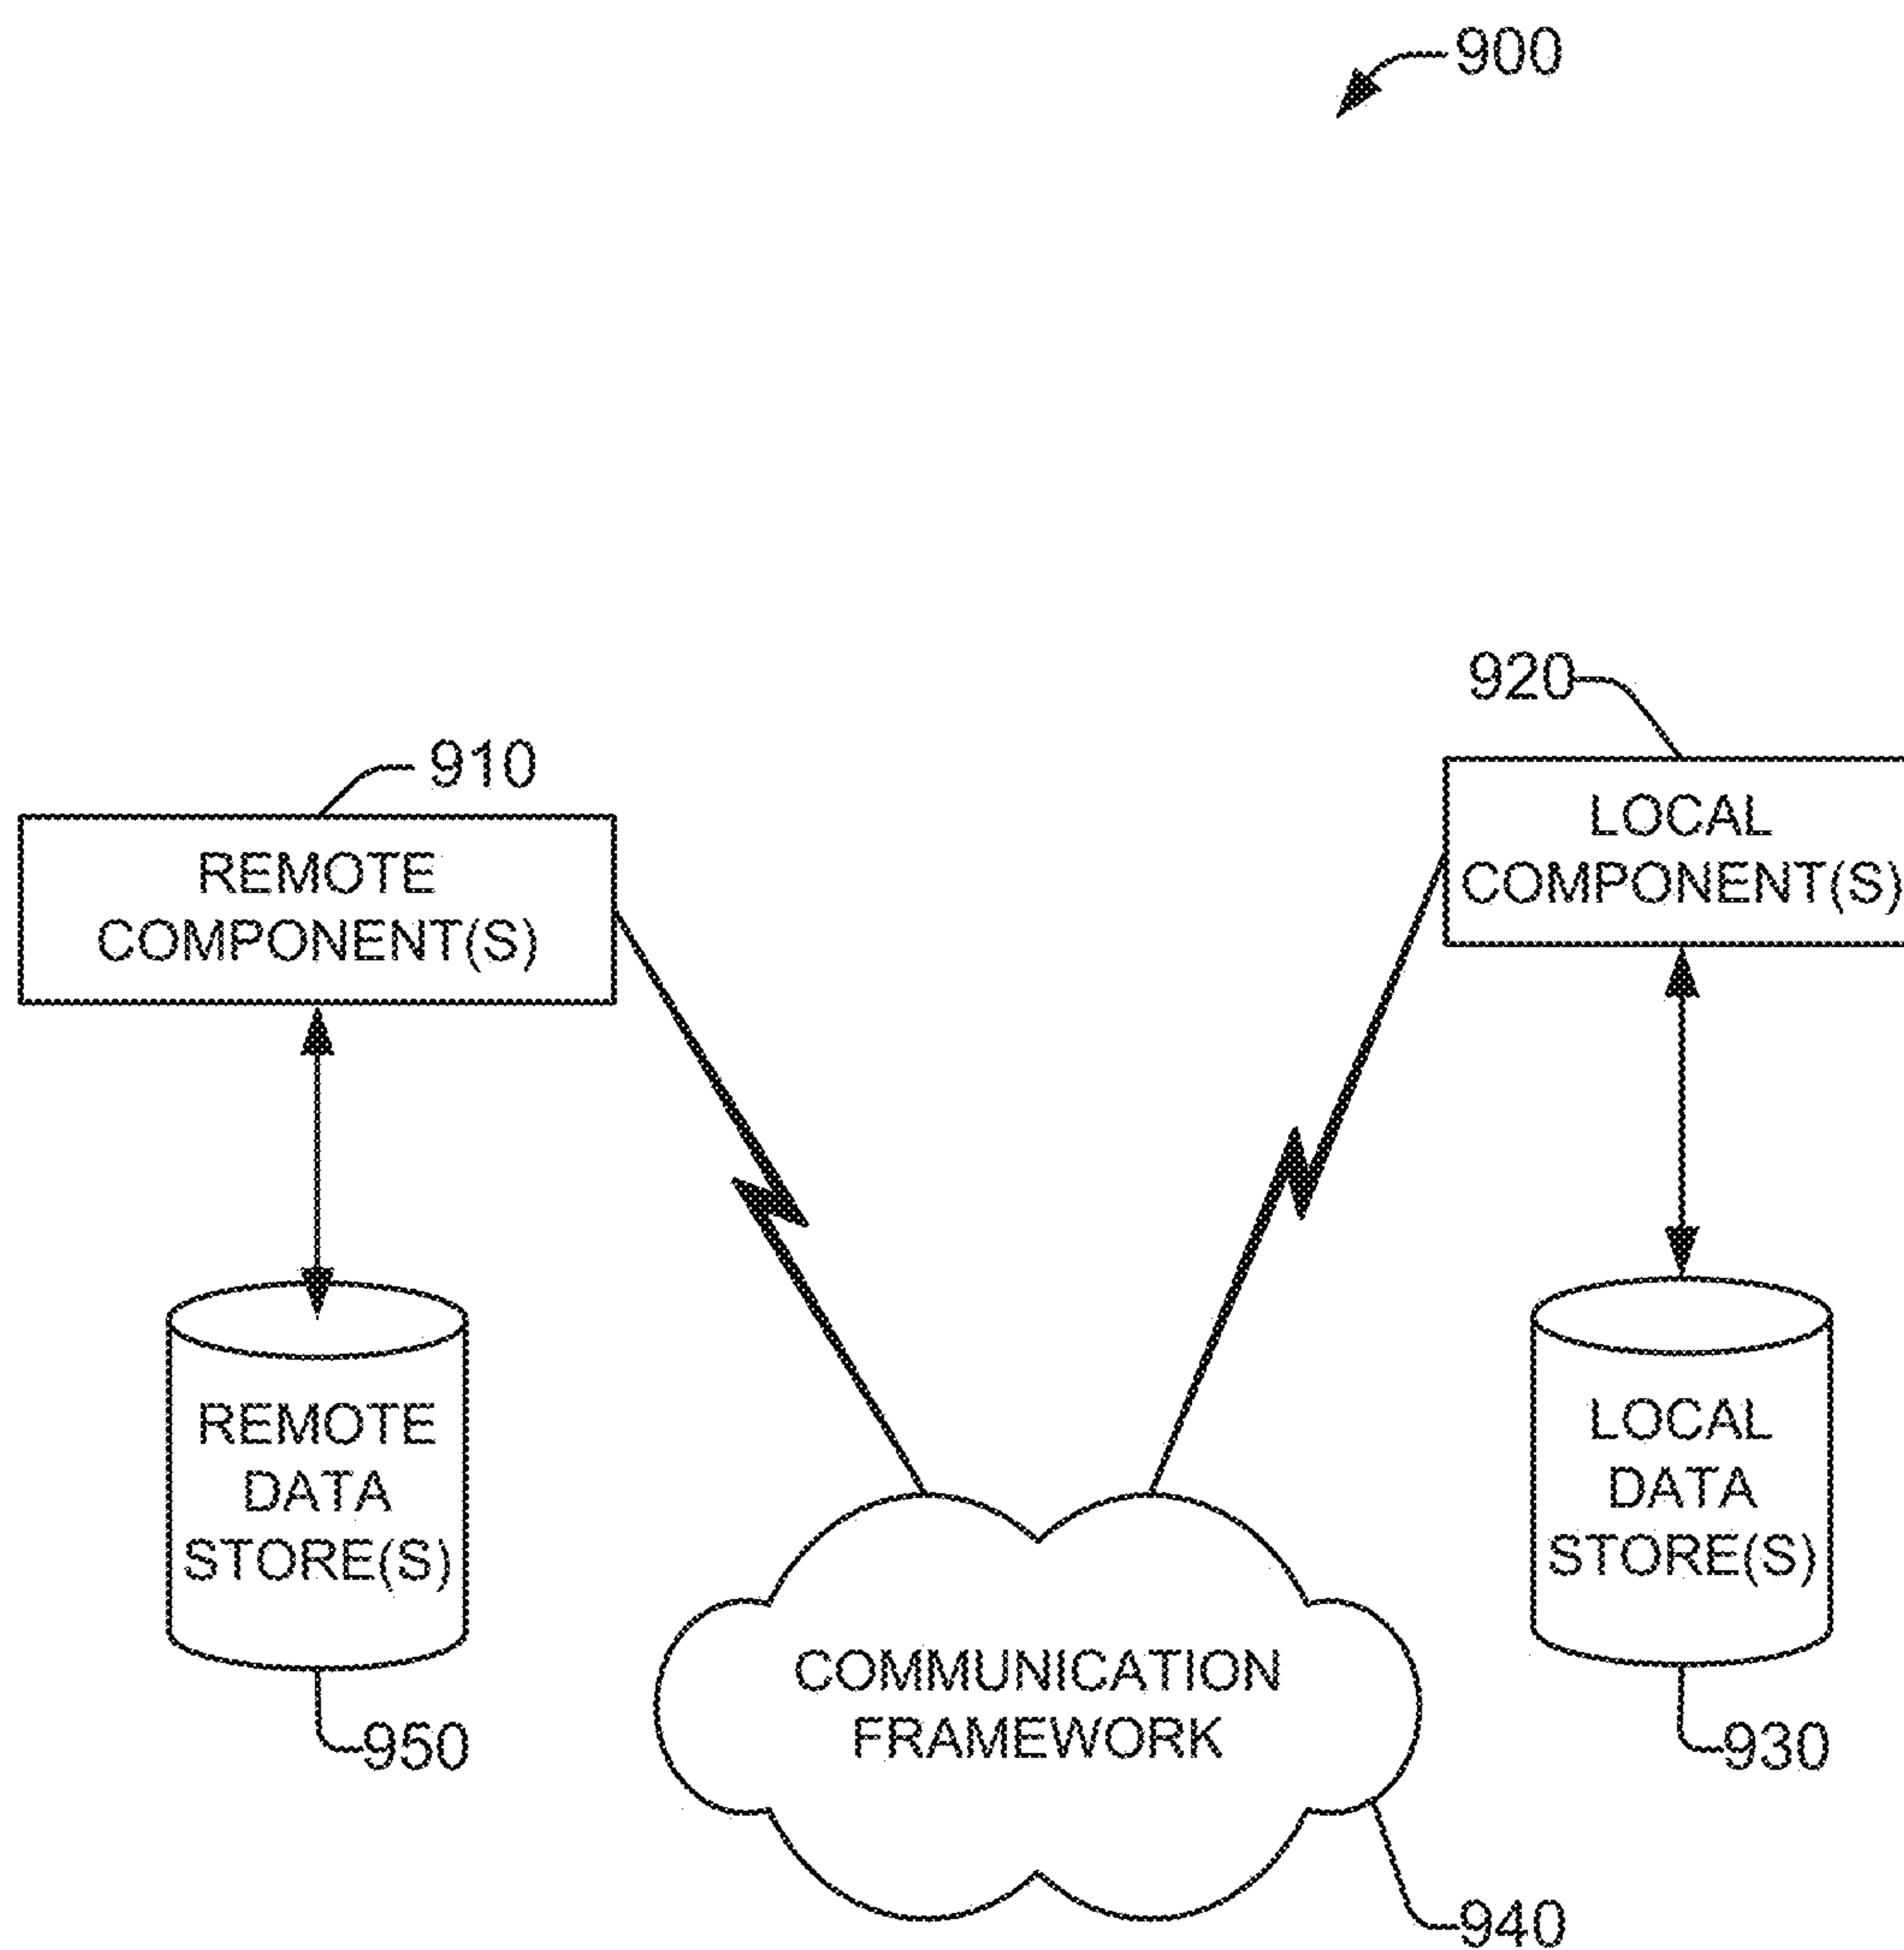 900
920
910
LOCAL
COMPONENT(S)
REMOTE
COMPONENT(S)
REMOTE
DATA
STORE(S)
LOCAL
DATA
STORE(S)
COMMUNICATION
FRAMEWORK
950
930
940